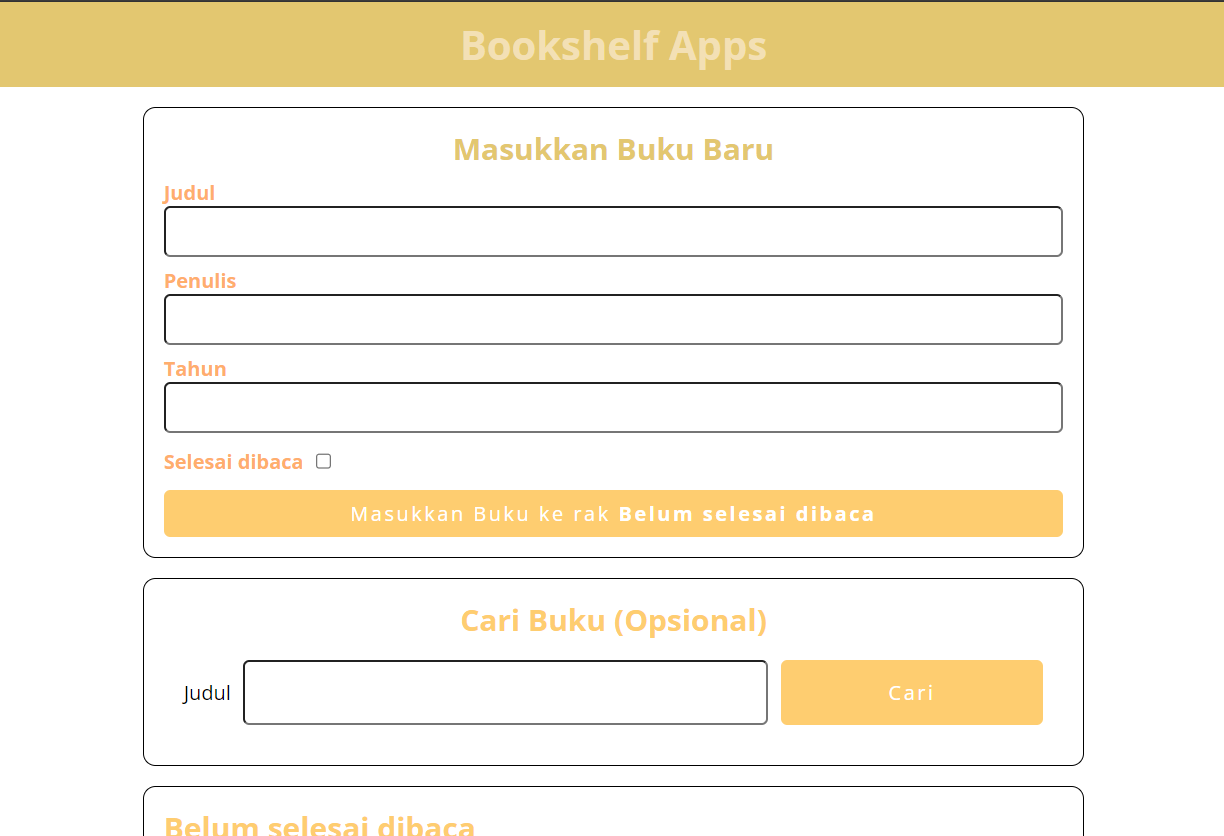 Bookshelf Apps
Masukkan Buku Baru
Judul
Penulis
Tahun
Selesai dibaca
Masukkan Buku ke rak Belum selesai dibaca
Cari Buku (Opsional)
Judul
Cari
Belum selesai dibaca